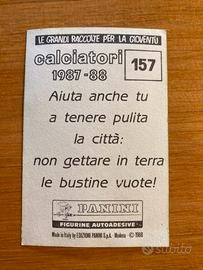 LE GRANDI RACCOLTE PER LA GIOVENTÙ
calciatori
1987-88
157
Aiuta anche tu
a tenere pulita
la città:
non gettare in terra
le bustine vuote!
PANINI
FIGURINE AUTOADESIVE
Made in Italy by EDIZIONI PANINI S.p.A. - Modena - © 1988
subito